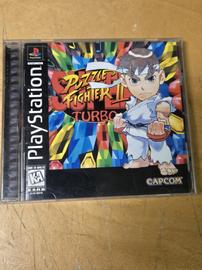 PlayStation
PUZZLE
FIGHTER II
TURBO
K-A
CAPCOM